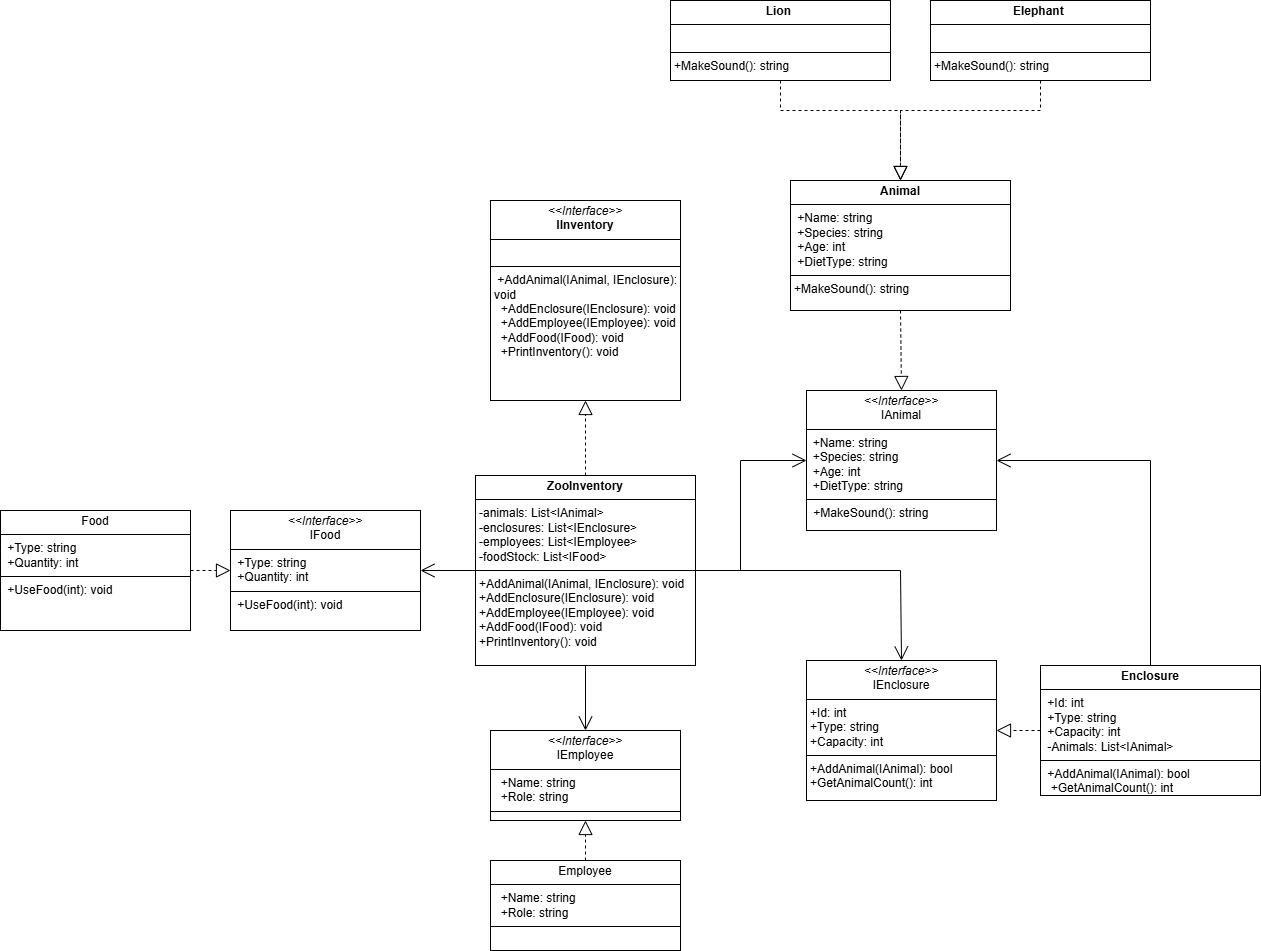 Lion
+MakeSound(): string
Elephant
+MakeSound(): string
Animal
+Name: string
+Species: string
+Age: int
+DietType: string
+MakeSound(): string
<<Interface>>
IInventory
+AddAnimal(IAnimal, IEnclosure):
void
+AddEnclosure(IEnclosure): void
+AddEmployee(IEmployee): void
+AddFood(IFood): void
+PrintInventory(): void
<<Interface>>
IAnimal
+Name: string
+Species: string
+Age: int
+DietType: string
+MakeSound(): string
ZooInventory
-animals: List<IAnimal>
-enclosures: List<IEnclosure>
-employees: List<IEmployee>
-foodStock: List<IFood>
+AddAnimal(IAnimal, IEnclosure): void
+AddEnclosure(IEnclosure): void
+AddEmployee(IEmployee): void
+AddFood(IFood): void
+PrintInventory(): void
Food
+Type: string
+Quantity: int
+UseFood(int): void
<<Interface>>
IFood
+Type: string
+Quantity: int
+UseFood(int): void
<<Interface>>
IEnclosure
+Id: int
+Type: string
+Capacity: int
+AddAnimal(IAnimal): bool
+GetAnimalCount(): int
Enclosure
+Id: int
+Type: string
+Capacity: int
-Animals: List<IAnimal>
+AddAnimal(IAnimal): bool
+GetAnimalCount(): int
<<Interface>>
IEmployee
+Name: string
+Role: string
Employee
+Name: string
+Role: string